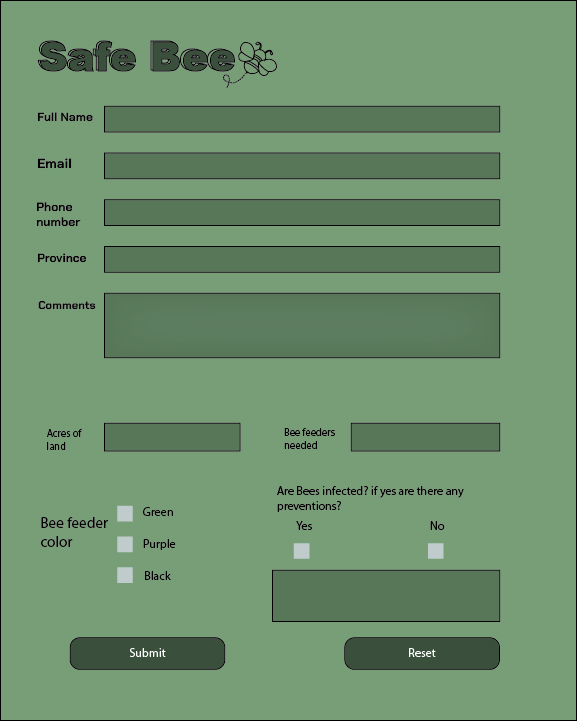 Safe Bee
Full Name
Email
Phone
number
Province
Comments
Acres of
land
Bee feeders
needed
Are Bees infected? if yes are there any
preventions?
Yes
No
Bee feeder
color
Green
Purple
Black
Submit
Reset